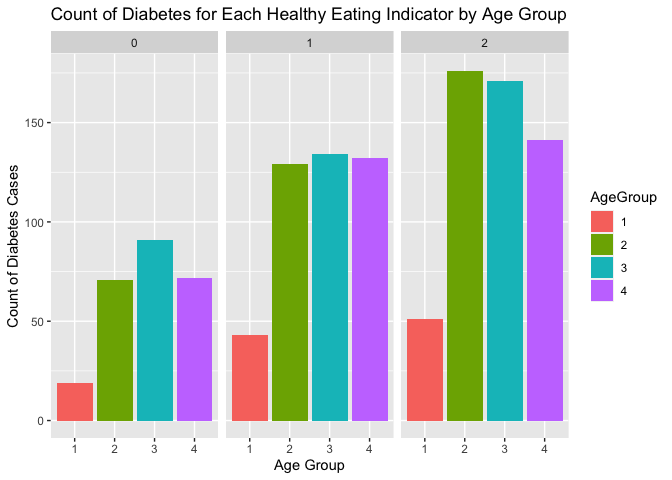 Count of Diabetes for Each Healthy Eating Indicator by Age Group
0 1 2
150
100
50
0
Count of Diabetes Cases
1 2 3 4 1 2 3 4 1 2 3 4
Age Group
AgeGroup
1
2
3
4